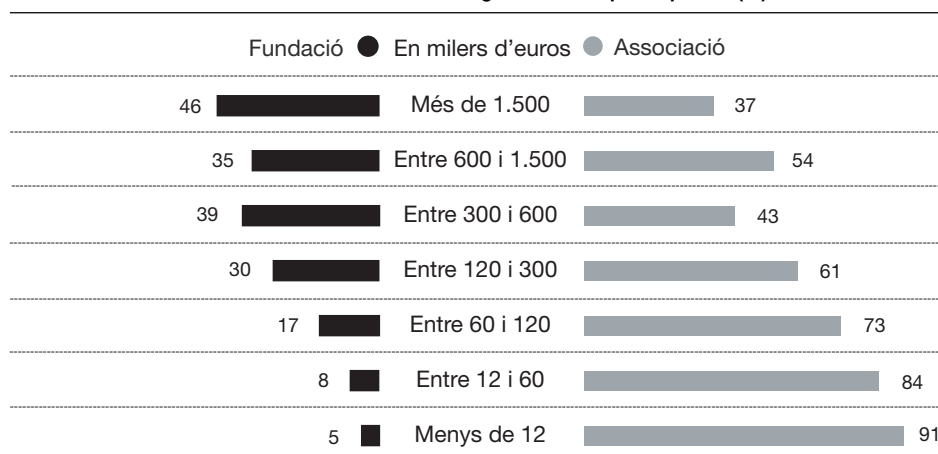 Fundació En milers d’euros Associació
46 Més de 1.500 37
35 Entre 600 i 1.500 54
39 Entre 300 i 600 43
30 Entre 120 i 300 61
17 Entre 60 i 120 73
8 Entre 12 i 60 84
5 Menys de 12 91